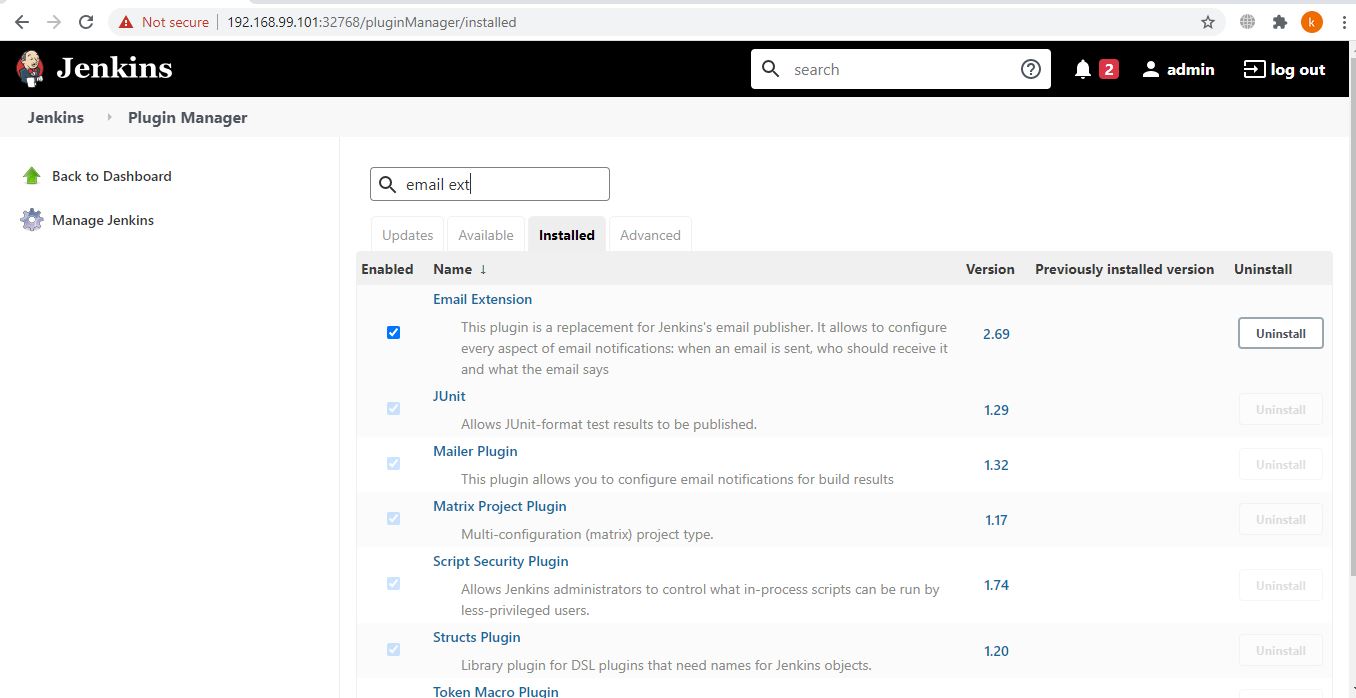 Not secure 192.168.99.101:32768/pluginManager/installed k
Jenkins search 2 admin log out
Jenkins Plugin Manager
Back to Dashboard
Manage Jenkins
email ext
Updates Available Installed Advanced
Enabled Name ↓ Version Previously installed version Uninstall
Email Extension
This plugin is a replacement for Jenkins's email publisher. It allows to configure
every aspect of email notifications: when an email is sent, who should receive it
and what the email says
2.69 Uninstall
JUnit
Allows JUnit-format test results to be published.
1.29 Uninstall
Mailer Plugin
This plugin allows you to configure email notifications for build results
1.32 Uninstall
Matrix Project Plugin
Multi-configuration (matrix) project type.
1.17 Uninstall
Script Security Plugin
Allows Jenkins administrators to control what in-process scripts can be run by
less-privileged users.
1.74 Uninstall
Structs Plugin
Library plugin for DSL plugins that need names for Jenkins objects.
1.20 Uninstall
Token Macro Plugin